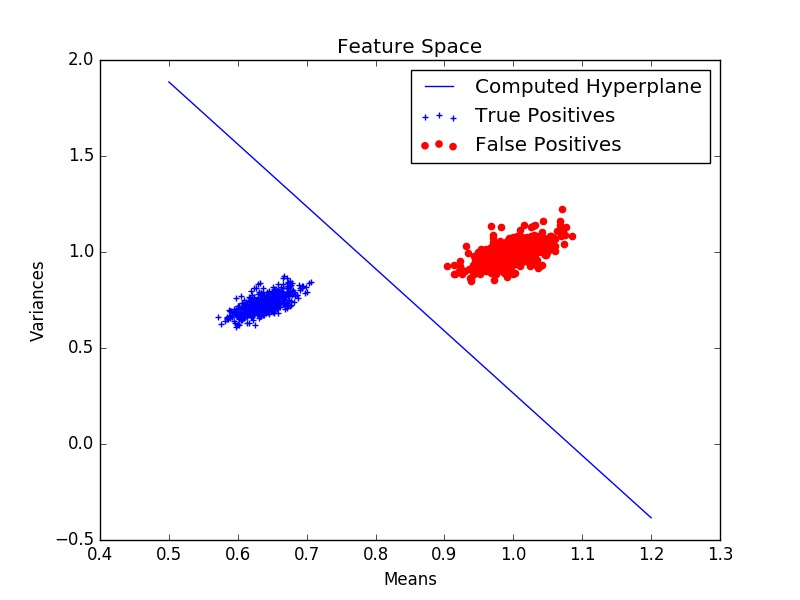 Feature Space
Computed Hyperplane
True Positives
False Positives
2.0
1.5
1.0
0.5
0.0
−0.5
Variances
0.4 0.5 0.6 0.7 0.8 0.9 1.0 1.1 1.2 1.3
Means